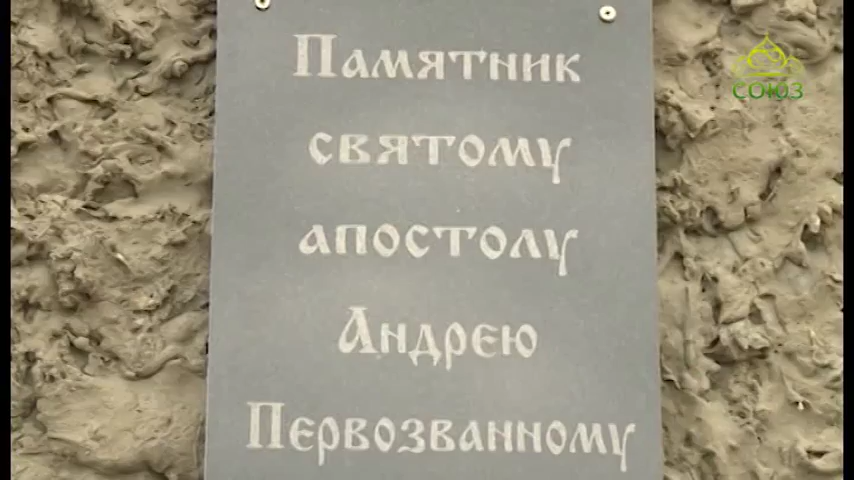 Памятник
СОЮЗ
святому
апостолу
Андрею
Первозванному